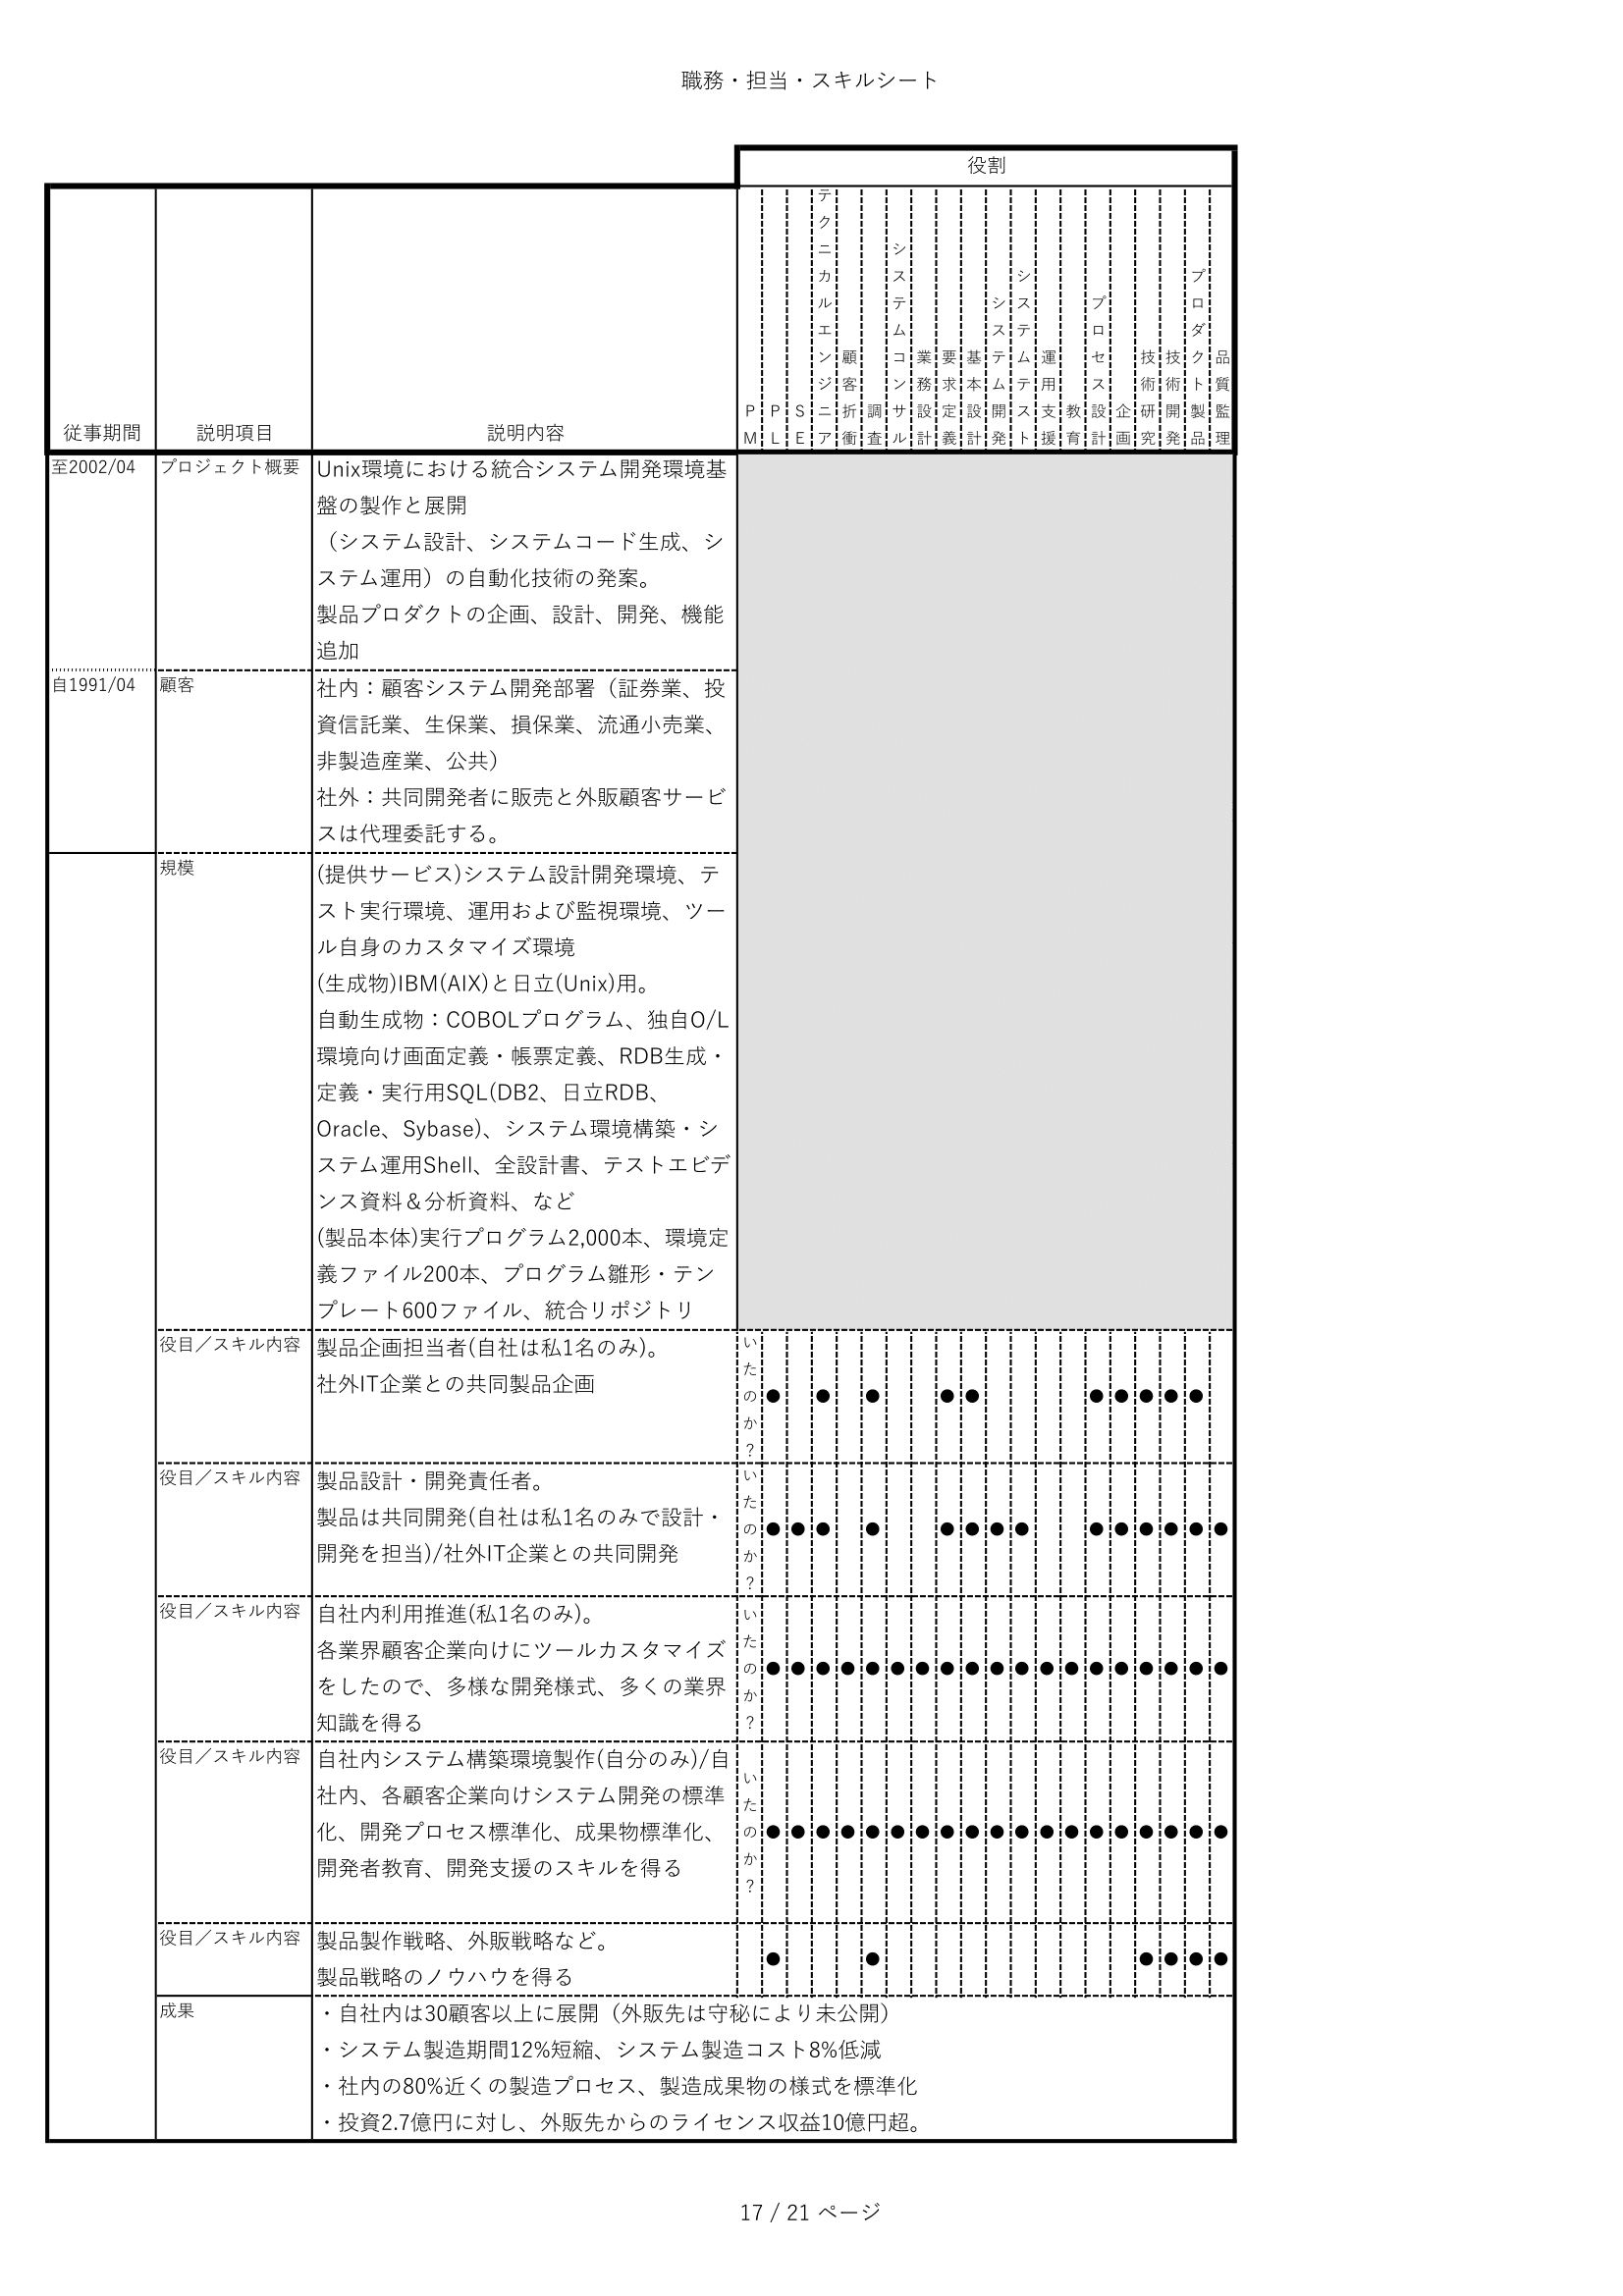 職務・担当・スキルシート
役割
従事期間 説明項目 説明内容 PM PL SE テクニカルエンジニア 顧客折衝 調査 システムコンサル 業務設計 要求定義 基本設計 システム開発 システムテスト 運用支援 教育 プロセス設計 企画 技術研究 技術開発 プロダクト製品 品質監理
至2002/04 プロジェクト概要 Unix環境における統合システム開発環境基
盤の製作と展開
（システム設計、システムコード生成、シ
ステム運用）の自動化技術の発案。
製品プロダクトの企画、設計、開発、機能
追加
自1991/04 顧客 社内：顧客システム開発部署（証券業、投
資信託業、生保業、損保業、流通小売業、
非製造産業、公共）
社外：共同開発者に販売と外販顧客サービ
スは代理委託する。
規模 (提供サービス)システム設計開発環境、テ
スト実行環境、運用および監視環境、ツー
ル自身のカスタマイズ環境
(生成物)IBM(AIX)と日立(Unix)用。
自動生成物：COBOLプログラム、独自O/L
環境向け画面定義・帳票定義、RDB生成・
定義・実行用SQL(DB2、日立RDB、
Oracle、Sybase)、システム環境構築・シ
ステム運用Shell、全設計書、テストエビデ
ンス資料＆分析資料、など
(製品本体)実行プログラム2,000本、環境定
義ファイル200本、プログラム雛形・テン
プレート600ファイル、統合リポジトリ
役目／スキル内容 製品企画担当者(自社は私1名のみ)。
社外IT企業との共同製品企画
いたのか？ ● ● ● ● ● ● ● ● ● ●
役目／スキル内容 製品設計・開発責任者。
製品は共同開発(自社は私1名のみで設計・
開発を担当)/社外IT企業との共同開発
いたのか？ ● ● ● ● ● ● ● ● ● ● ● ● ● ●
役目／スキル内容 自社内利用推進(私1名のみ)。
各業界顧客企業向けにツールカスタマイズ
をしたので、多様な開発様式、多くの業界
知識を得る
いたのか？ ● ● ● ● ● ● ● ● ● ● ● ● ● ● ● ● ● ● ●
役目／スキル内容 自社内システム構築環境製作(自分のみ)/自
社内、各顧客企業向けシステム開発の標準
化、開発プロセス標準化、成果物標準化、
開発者教育、開発支援のスキルを得る
いたのか？ ● ● ● ● ● ● ● ● ● ● ● ● ● ● ● ● ● ● ●
役目／スキル内容 製品製作戦略、外販戦略など。
製品戦略のノウハウを得る
● ● ● ● ● ●
成果 ・自社内は30顧客以上に展開（外販先は守秘により未公開）
・システム製造期間12%短縮、システム製造コスト8%低減
・社内の80%近くの製造プロセス、製造成果物の様式を標準化
・投資2.7億円に対し、外販先からのライセンス収益10億円超。
17 / 21 ページ